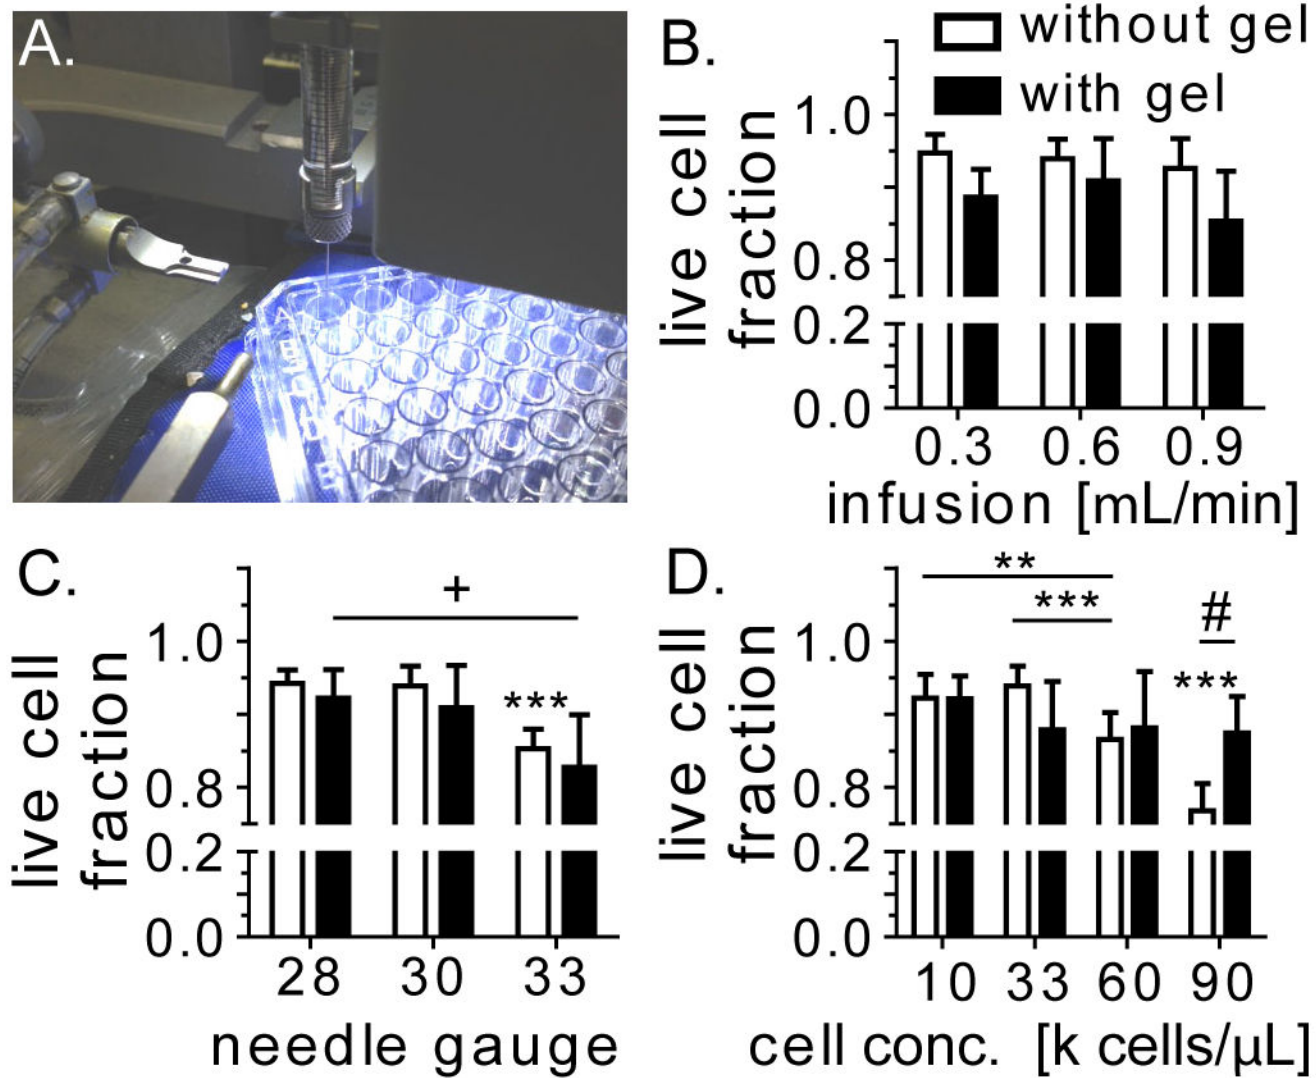 A.
B.
without gel
with gel
live cell
fraction
1.0
0.8
0.2
0.0
0.3 0.6 0.9
infusion [mL/min]
C.
live cell
fraction
1.0
0.8
0.2
0.0
+
***
28 30 33
needle gauge
D.
live cell
fraction
1.0
0.8
0.2
0.0
**
***
#
***
10 33 60 90
cell conc. [k cells/µL]